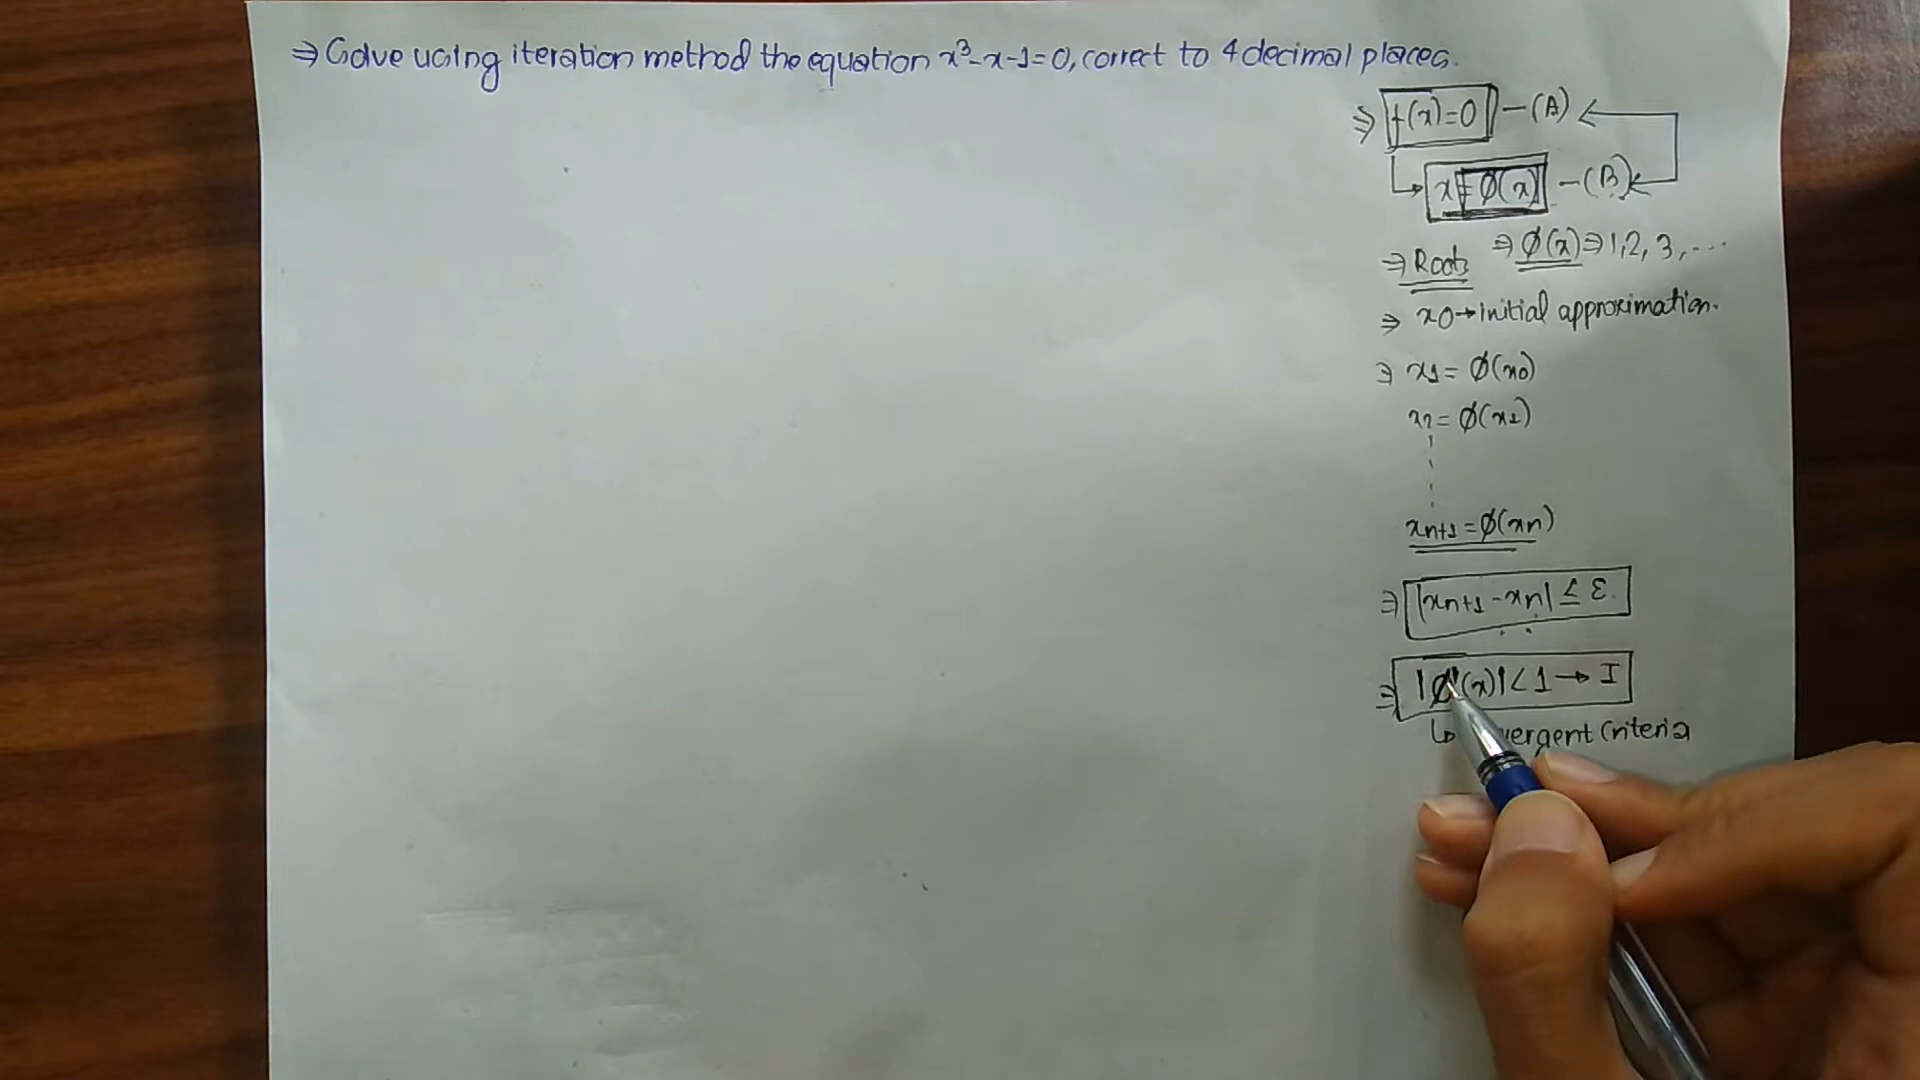 ⇒ Solve using iteration method the equation x³-x-1=0, correct to 4 decimal places.
⇒ f(x)=0 -(A)
x=ø(x) -(B)
⇒ Roots ⇒ ø(x) ⇒ 1,2,3,...
⇒ x0→initial approximation.
⇒ x1= ø(x0)
x2= ø(x1)
xn+1=ø(xn)
⇒ |xn+1-xn| ≤ ε.
⇒ |ø'(x)|<1 → I
criteria